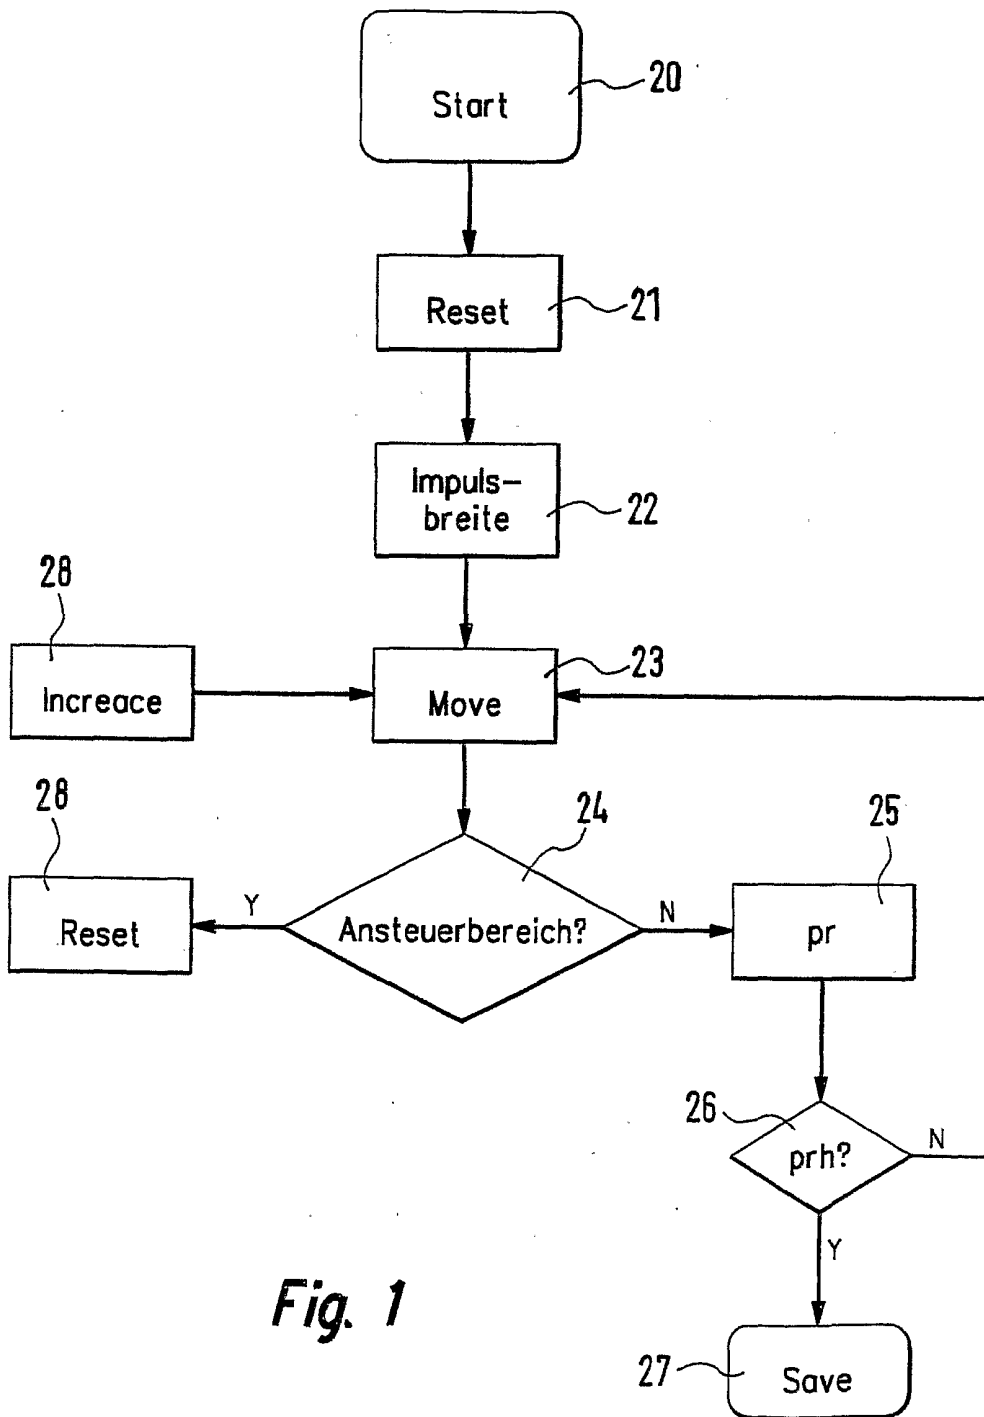 Start
20
Reset
21
Impuls-
breite
22
28
Increace
Move
23
28
Reset
Y
Ansteuerbereich?
24
N
25
pr
26
prh?
N
Y
27
Save
Fig. 1